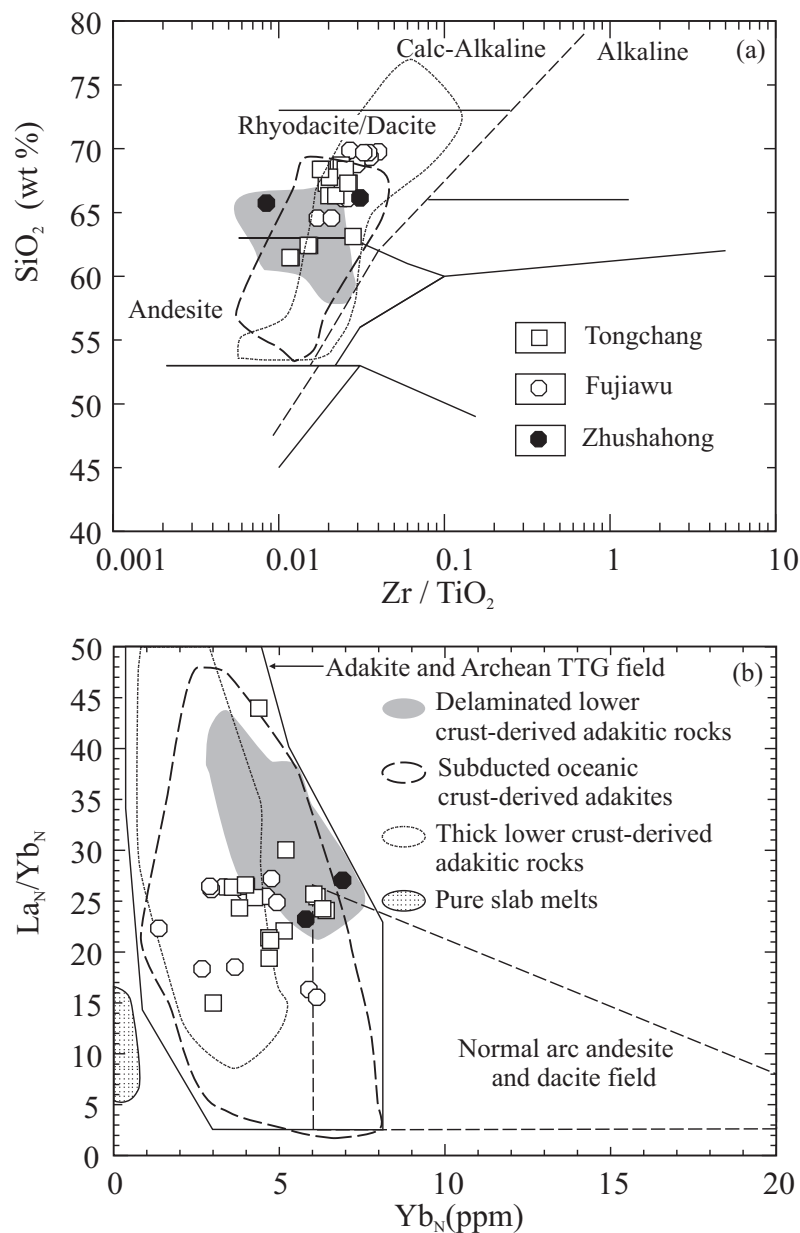 80
75
70
65
60
55
50
45
40
SiO2 (wt %)
Calc-Alkaline
Alkaline
(a)
Rhyodacite/Dacite
Andesite
Tongchang
Fujiawu
Zhushahong
0.001
0.01
0.1
1
10
Zr / TiO2
50
45
40
35
30
25
20
15
10
5
0
LaN/YbN
Adakite and Archean TTG field
(b)
Delaminated lower
crust-derived adakitic rocks
Subducted oceanic
crust-derived adakites
Thick lower crust-derived
adakitic rocks
Pure slab melts
Normal arc andesite
and dacite field
0
5
10
15
20
YbN(ppm)